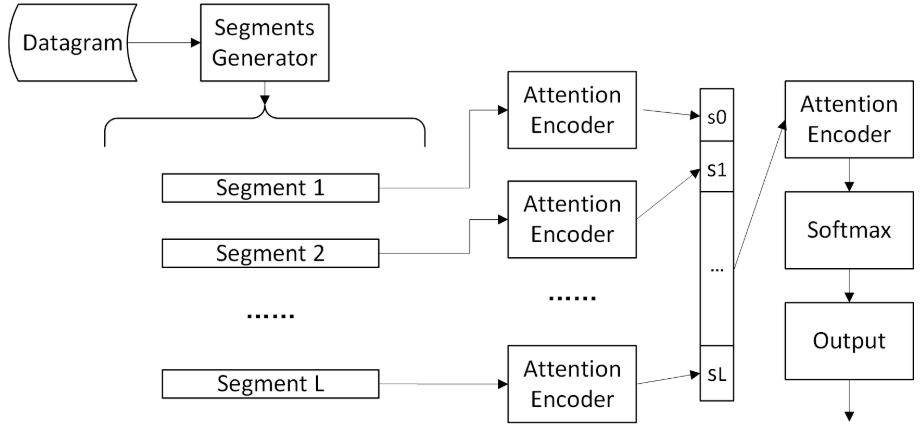 Datagram
Segments
Generator
Segment 1
Segment 2
......
Segment L
Attention
Encoder
Attention
Encoder
......
Attention
Encoder
s0
s1
...
sL
Attention
Encoder
Softmax
Output